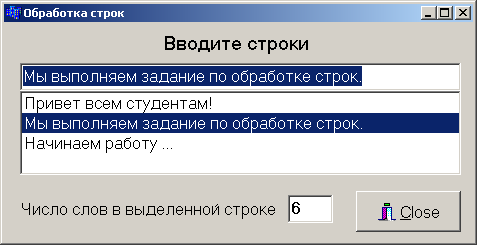 Обработка строк
Вводите строки
Мы выполняем задание по обработке строк.
Привет всем студентам!
Мы выполняем задание по обработке строк.
Начинаем работу ...
Число слов в выделенной строке 6
Close